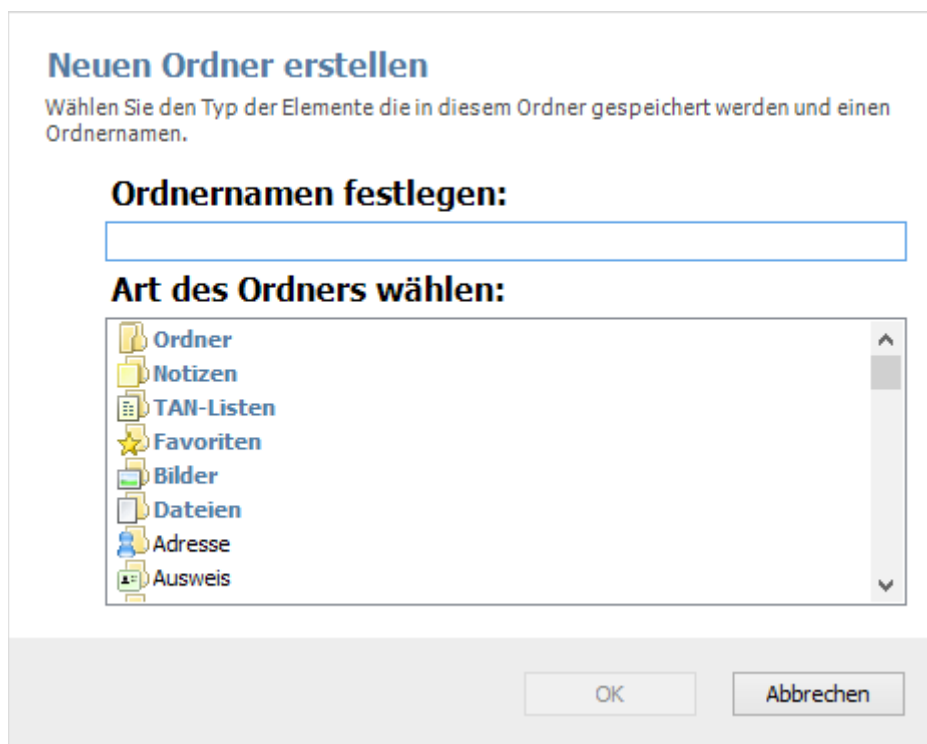 Neuen Ordner erstellen
Wählen Sie den Typ der Elemente die in diesem Ordner gespeichert werden und einen
Ordnernamen.
Ordnernamen festlegen:
Art des Ordners wählen:
Ordner
Notizen
TAN-Listen
Favoriten
Bilder
Dateien
Adresse
Ausweis
OK
Abbrechen